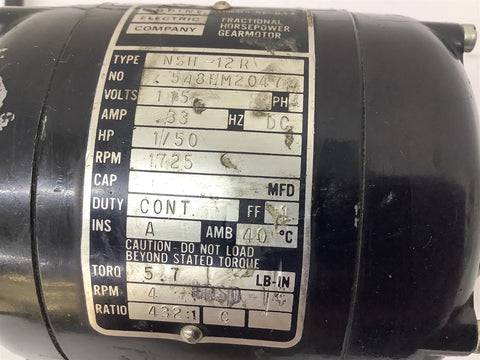 ELECTRIC FRACTIONAL
COMPANY HORSEPOWER
GEARMOTOR
TYPE NSH-12R
NO 548
VOLTS 115 PH
AMP .33 HZ DC
HP 1/50
RPM 1725
CAP MFD
DUTY CONT. FF 1
INS A AMB 40 °C
CAUTION-DO NOT LOAD
BEYOND STATED TORQUE
TORQ 5.7 LB-IN
RPM 4
RATIO 432:1 C